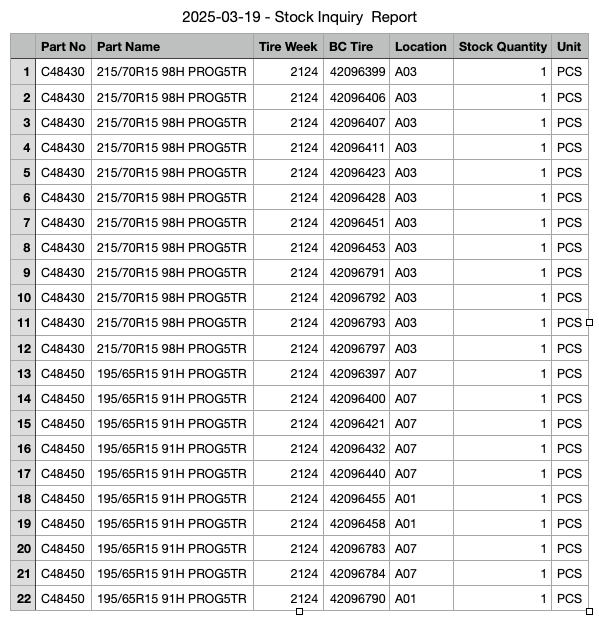 2025-03-19 - Stock Inquiry Report
Part No Part Name Tire Week BC Tire Location Stock Quantity Unit
1 C48430 215/70R15 98H PROG5TR 2124 42096399 A03 1 PCS
2 C48430 215/70R15 98H PROG5TR 2124 42096406 A03 1 PCS
3 C48430 215/70R15 98H PROG5TR 2124 42096407 A03 1 PCS
4 C48430 215/70R15 98H PROG5TR 2124 42096411 A03 1 PCS
5 C48430 215/70R15 98H PROG5TR 2124 42096423 A03 1 PCS
6 C48430 215/70R15 98H PROG5TR 2124 42096428 A03 1 PCS
7 C48430 215/70R15 98H PROG5TR 2124 42096451 A03 1 PCS
8 C48430 215/70R15 98H PROG5TR 2124 42096453 A03 1 PCS
9 C48430 215/70R15 98H PROG5TR 2124 42096791 A03 1 PCS
10 C48430 215/70R15 98H PROG5TR 2124 42096792 A03 1 PCS
11 C48430 215/70R15 98H PROG5TR 2124 42096793 A03 1 PCS
12 C48430 215/70R15 98H PROG5TR 2124 42096797 A03 1 PCS
13 C48450 195/65R15 91H PROG5TR 2124 42096397 A07 1 PCS
14 C48450 195/65R15 91H PROG5TR 2124 42096400 A07 1 PCS
15 C48450 195/65R15 91H PROG5TR 2124 42096421 A07 1 PCS
16 C48450 195/65R15 91H PROG5TR 2124 42096432 A07 1 PCS
17 C48450 195/65R15 91H PROG5TR 2124 42096440 A07 1 PCS
18 C48450 195/65R15 91H PROG5TR 2124 42096455 A01 1 PCS
19 C48450 195/65R15 91H PROG5TR 2124 42096458 A01 1 PCS
20 C48450 195/65R15 91H PROG5TR 2124 42096783 A07 1 PCS
21 C48450 195/65R15 91H PROG5TR 2124 42096784 A07 1 PCS
22 C48450 195/65R15 91H PROG5TR 2124 42096790 A01 1 PCS